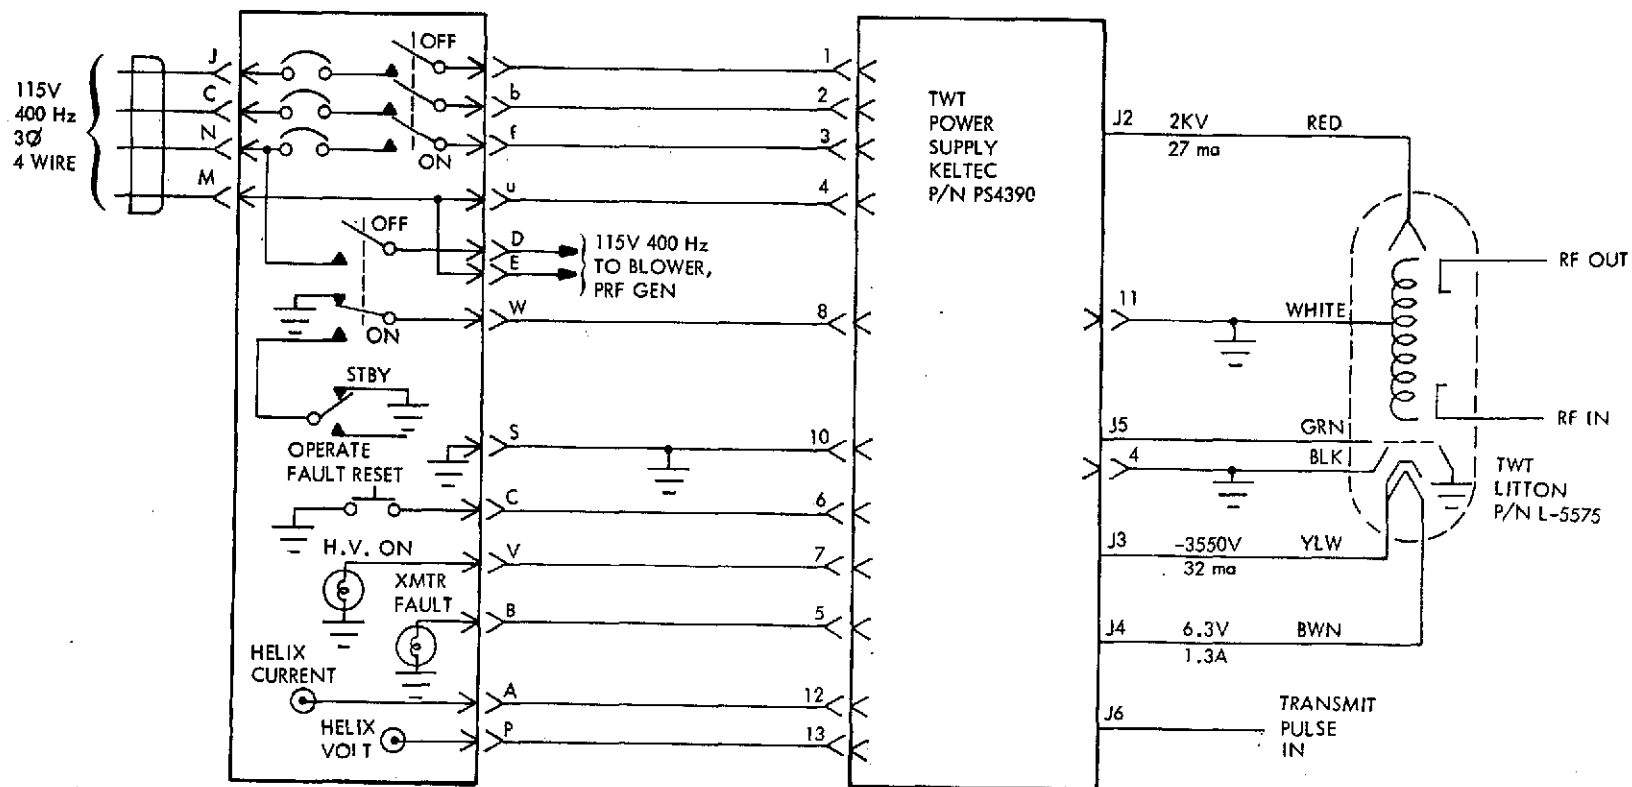 115V
400 Hz
3Ø
4 WIRE
J
C
N
M
OFF
ON
b
f
u
OFF
ON
D
E
W
115V 400 Hz
TO BLOWER,
PRF GEN
STBY
OPERATE
FAULT RESET
S
C
H.V. ON
V
XMTR
FAULT
B
HELIX
CURRENT
A
HELIX
VOLT
P
1
2
3
4
8
10
6
7
5
12
13
TWT
POWER
SUPPLY
KELTEC
P/N PS4390
J2
2KV
27 ma
RED
11
WHITE
RF OUT
RF IN
J5
GRN
4
BLK
TWT
LITTON
P/N L-5575
J3
-3550V
32 ma
YLW
J4
6.3V
1.3A
BWN
J6
TRANSMIT
PULSE
IN